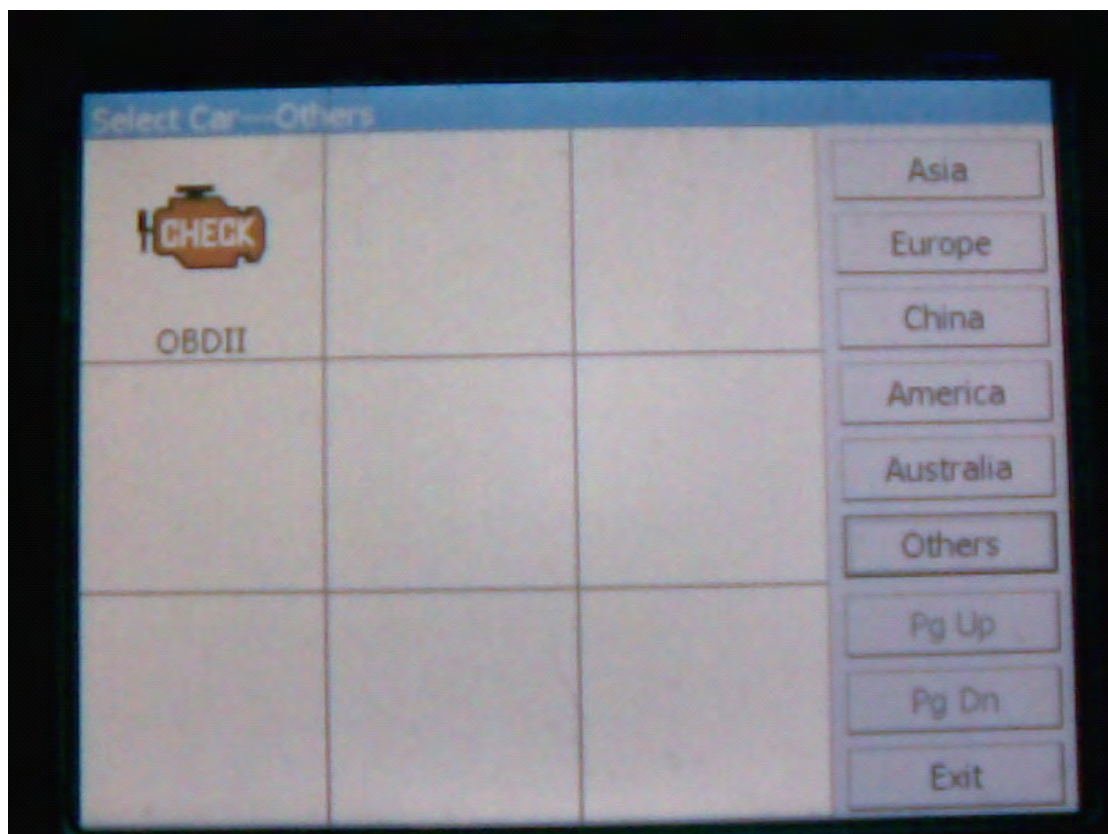 Select Car---Others
CHECK
OBDII
Asia
Europe
China
America
Australia
Others
Pg Up
Pg Dn
Exit